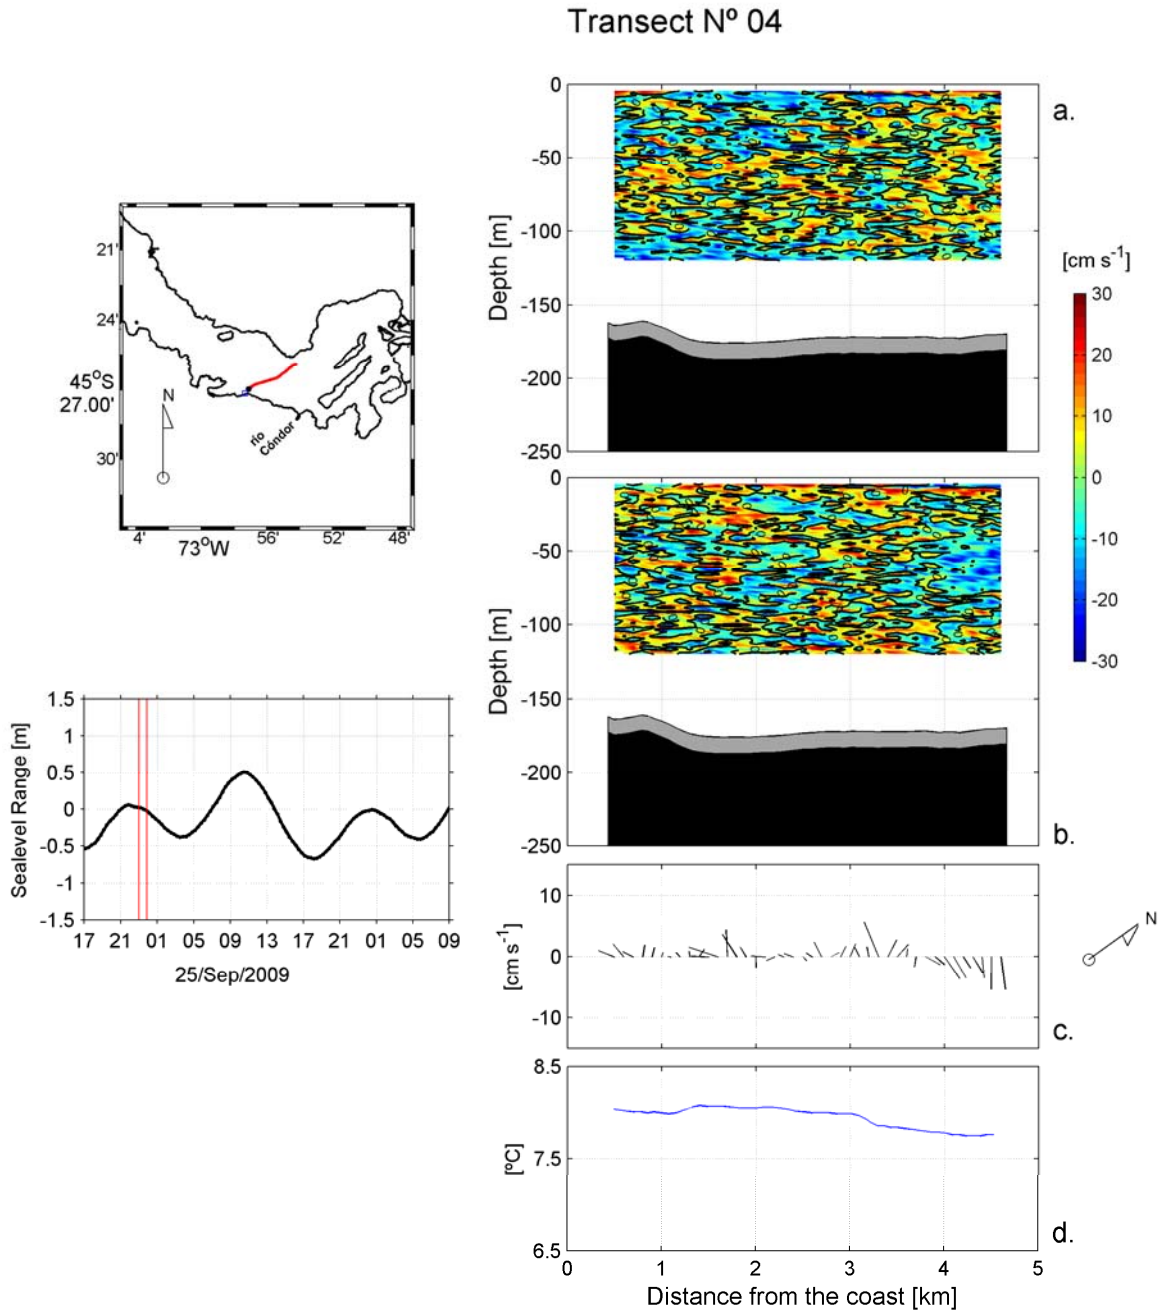 Transect Nº 04
0
-50
-100
-150
-200
-250
Depth [m]
a.
[cm s⁻¹]
30
20
10
0
-10
-20
-30
21'
24'
45°S
27.00'
30'
N
río
Cóndor
4'
73°W
56'
52'
48'
0
-50
-100
-150
-200
-250
Depth [m]
b.
1.5
1
0.5
0
-0.5
-1
-1.5
Sealevel Range [m]
17 21 01 05 09 13 17 21 01 05 09
25/Sep/2009
10
0
-10
[cm s⁻¹]
N
c.
8.5
7.5
6.5
[ºC]
d.
0 1 2 3 4 5
Distance from the coast [km]